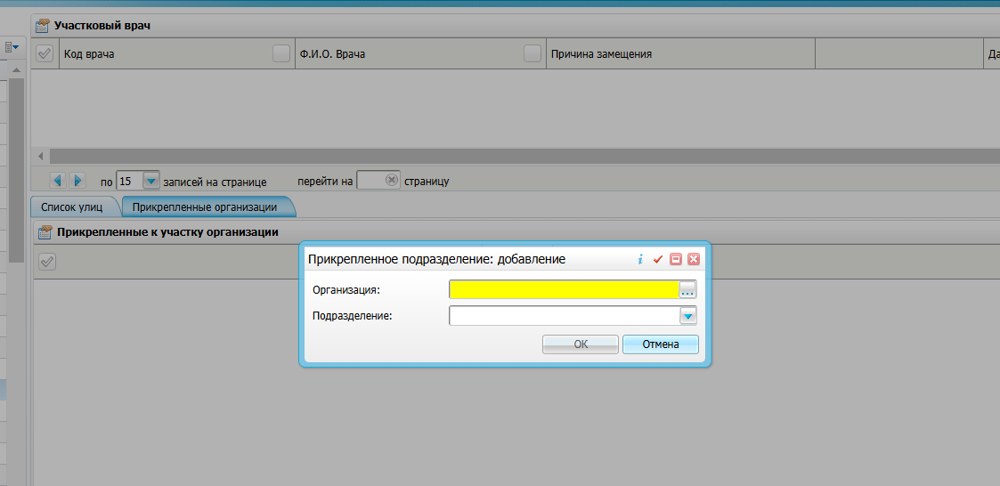 Участковый врач
Код врача Ф.И.О. Врача Причина замещения Да
по 15 записей на странице перейти на страницу
Список улиц Прикрепленные организации
Прикрепленные к участку организации
Прикрепленное подразделение: добавление
Организация: ...
Подразделение:
ОК Отмена